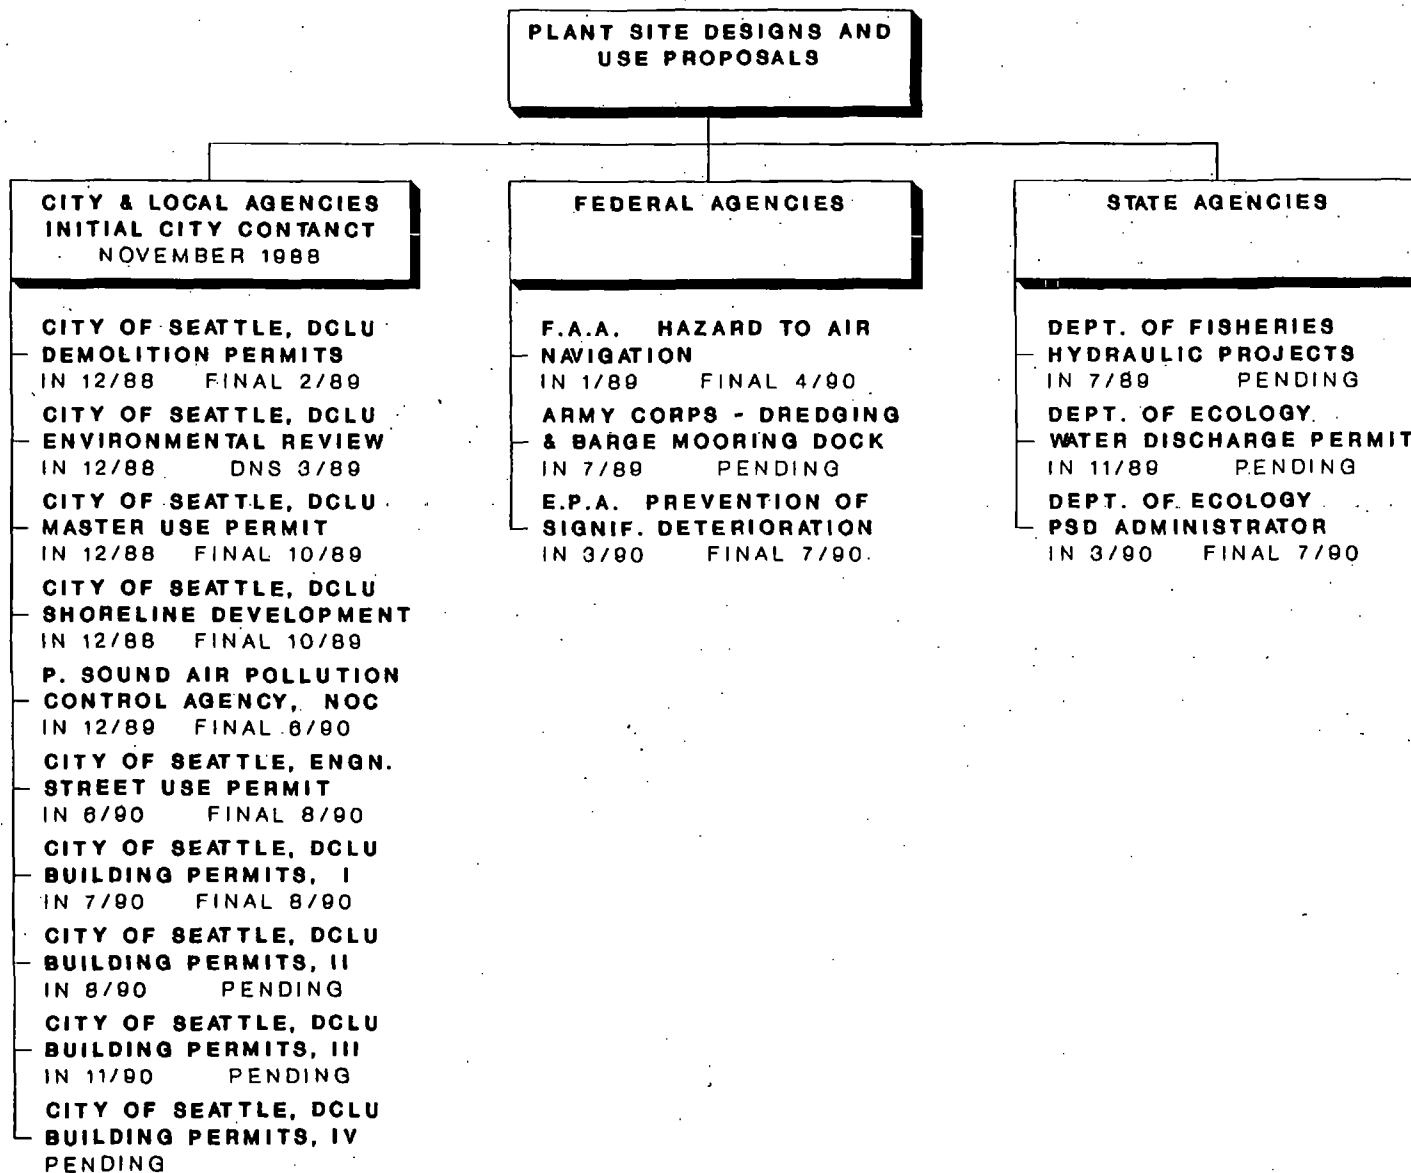 PLANT SITE DESIGNS AND
USE PROPOSALS
CITY & LOCAL AGENCIES
INITIAL CITY CONTANCT
NOVEMBER 1988
CITY OF SEATTLE, DCLU
DEMOLITION PERMITS
IN 12/88 FINAL 2/89
CITY OF SEATTLE, DCLU
ENVIRONMENTAL REVIEW
IN 12/88 DNS 3/89
CITY OF SEATTLE, DCLU
MASTER USE PERMIT
IN 12/88 FINAL 10/89
CITY OF SEATTLE, DCLU
SHORELINE DEVELOPMENT
IN 12/88 FINAL 10/89
P. SOUND AIR POLLUTION
CONTROL AGENCY, NOC
IN 12/89 FINAL 6/90
CITY OF SEATTLE, ENGN.
STREET USE PERMIT
IN 6/90 FINAL 8/90
CITY OF SEATTLE, DCLU
BUILDING PERMITS, I
IN 7/90 FINAL 8/90
CITY OF SEATTLE, DCLU
BUILDING PERMITS, II
IN 8/90 PENDING
CITY OF SEATTLE, DCLU
BUILDING PERMITS, III
IN 11/90 PENDING
CITY OF SEATTLE, DCLU
BUILDING PERMITS, IV
PENDING
FEDERAL AGENCIES
F.A.A. HAZARD TO AIR
NAVIGATION
IN 1/89 FINAL 4/90
ARMY CORPS - DREDGING
& BARGE MOORING DOCK
IN 7/89 PENDING
E.P.A. PREVENTION OF
SIGNIF. DETERIORATION
IN 3/90 FINAL 7/90
STATE AGENCIES
DEPT. OF FISHERIES
HYDRAULIC PROJECTS
IN 7/89 PENDING
DEPT. OF ECOLOGY
WATER DISCHARGE PERMIT
IN 11/89 PENDING
DEPT. OF ECOLOGY
PSD ADMINISTRATOR
IN 3/90 FINAL 7/90